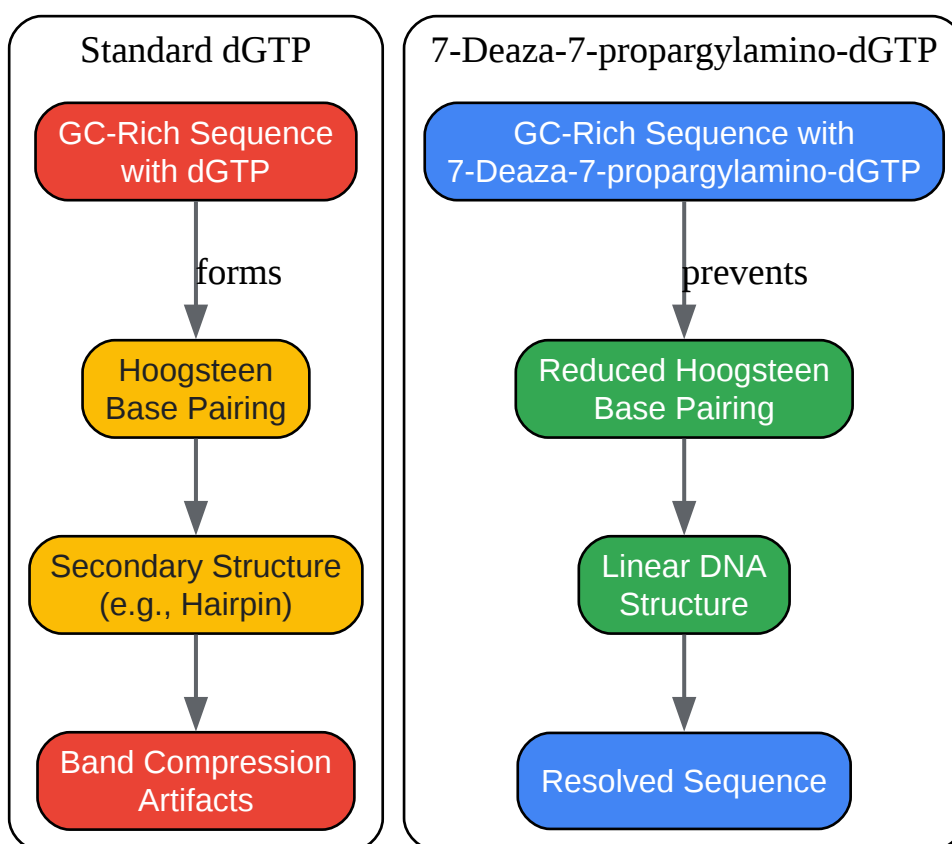 Standard dGTP
GC-Rich Sequence
with dGTP
forms
Hoogsteen
Base Pairing
Secondary Structure
(e.g., Hairpin)
Band Compression
Artifacts
7-Deaza-7-propargylamino-dGTP
GC-Rich Sequence with
7-Deaza-7-propargylamino-dGTP
prevents
Reduced Hoogsteen
Base Pairing
Linear DNA
Structure
Resolved Sequence